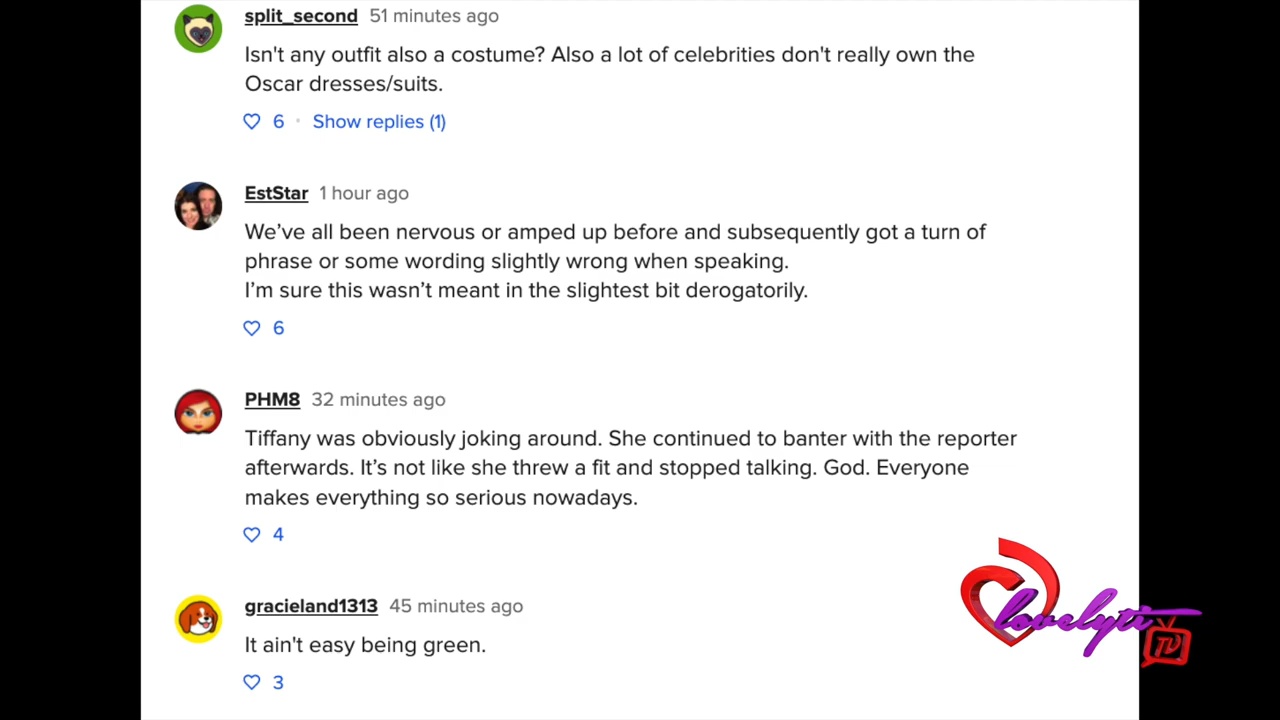 split_second 51 minutes ago
Isn't any outfit also a costume? Also a lot of celebrities don't really own the
Oscar dresses/suits.
6 • Show replies (1)
EstStar 1 hour ago
We’ve all been nervous or amped up before and subsequently got a turn of
phrase or some wording slightly wrong when speaking.
I’m sure this wasn’t meant in the slightest bit derogatorily.
6
PHM8 32 minutes ago
Tiffany was obviously joking around. She continued to banter with the reporter
afterwards. It’s not like she threw a fit and stopped talking. God. Everyone
makes everything so serious nowadays.
4
gracieland1313 45 minutes ago
It ain't easy being green.
3
lovelyti
TV